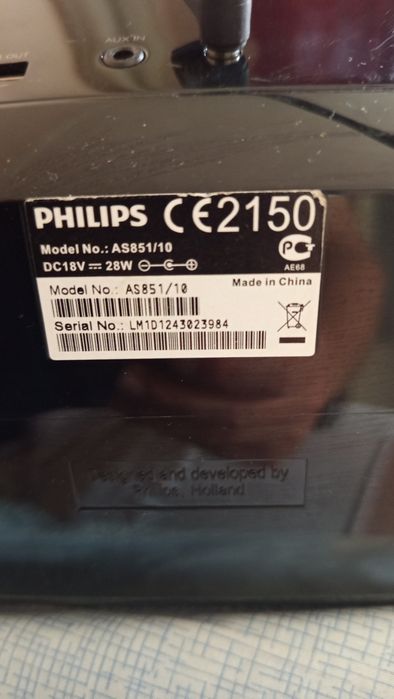 OUT
AUX IN
PHILIPS CE2150
Model No.: AS851/10
DC18V ⎓ 28W
AE68
Model No.: AS851/10
Made in China
Serial No.: LM1D1243023984
Designed and developed by
Philips, Holland